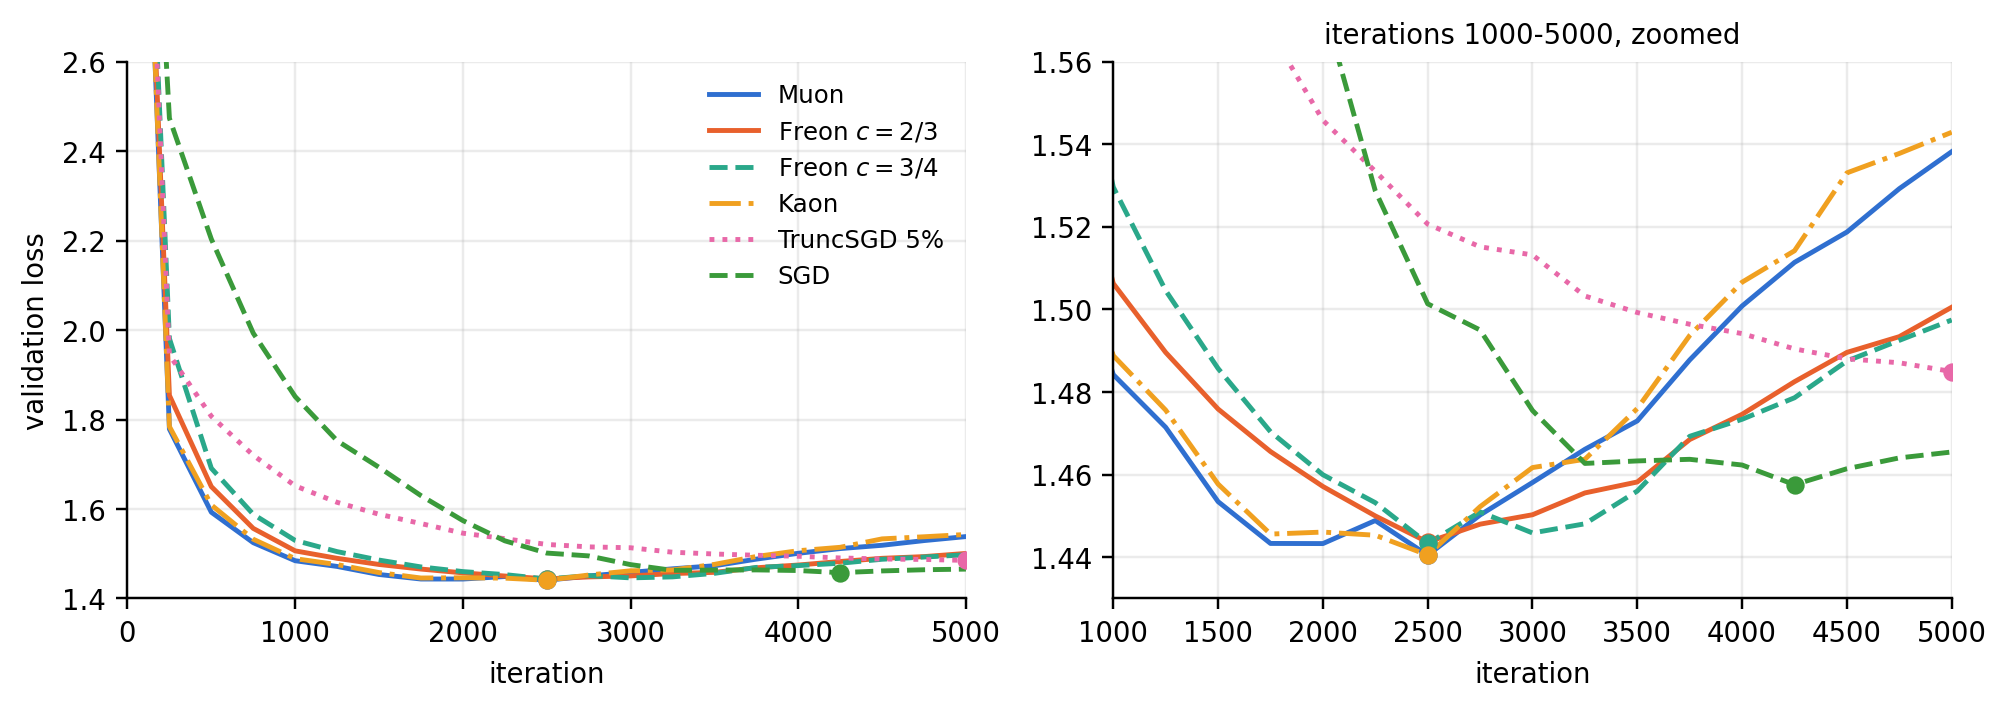 validation loss
2.6
2.4
2.2
2.0
1.8
1.6
1.4
0 1000 2000 3000 4000 5000
iteration
Muon
Freon c = 2/3
Freon c = 3/4
Kaon
TruncSGD 5%
SGD
iterations 1000-5000, zoomed
1.56
1.54
1.52
1.50
1.48
1.46
1.44
1000 1500 2000 2500 3000 3500 4000 4500 5000
iteration